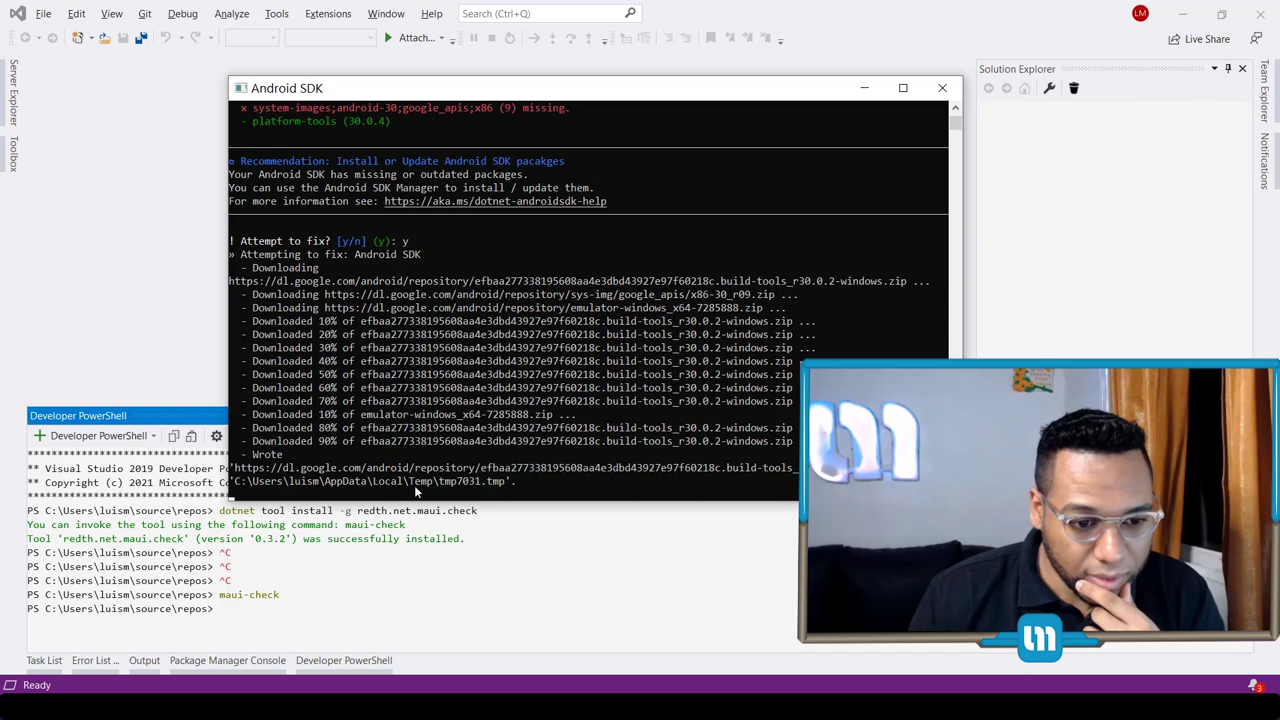 File Edit View Git Debug Analyze Tools Extensions Window Help Search (Ctrl+Q) LM
Attach... Live Share
Server Explorer
Toolbox
Solution Explorer
Team Explorer
Notifications
Android SDK
x system-images;android-30;google_apis;x86 (9) missing.
- platform-tools (30.0.4)
Recommendation: Install or Update Android SDK pacakges
Your Android SDK has missing or outdated packages.
You can use the Android SDK Manager to install / update them.
For more information see: https://aka.ms/dotnet-androidsdk-help
! Attempt to fix? [y/n] (y): y
» Attempting to fix: Android SDK
- Downloading
https://dl.google.com/android/repository/efbaa277338195608aa4e3dbd43927e97f60218c.build-tools_r30.0.2-windows.zip ...
- Downloading https://dl.google.com/android/repository/sys-img/google_apis/x86-30_r09.zip ...
- Downloading https://dl.google.com/android/repository/emulator-windows_x64-7285888.zip ...
- Downloaded 10% of efbaa277338195608aa4e3dbd43927e97f60218c.build-tools_r30.0.2-windows.zip ...
- Downloaded 20% of efbaa277338195608aa4e3dbd43927e97f60218c.build-tools_r30.0.2-windows.zip ...
- Downloaded 30% of efbaa277338195608aa4e3dbd43927e97f60218c.build-tools_r30.0.2-windows.zip ...
- Downloaded 40% of efbaa277338195608aa4e3dbd43927e97f60218c.build-tools_r30.0.2-windows.zip
- Downloaded 50% of efbaa277338195608aa4e3dbd43927e97f60218c.build-tools_r30.0.2-windows.zip
- Downloaded 60% of efbaa277338195608aa4e3dbd43927e97f60218c.build-tools_r30.0.2-windows.zip
- Downloaded 70% of efbaa277338195608aa4e3dbd43927e97f60218c.build-tools_r30.0.2-windows.zip
- Downloaded 10% of emulator-windows_x64-7285888.zip ...
- Downloaded 80% of efbaa277338195608aa4e3dbd43927e97f60218c.build-tools_r30.0.2-windows.zip
- Downloaded 90% of efbaa277338195608aa4e3dbd43927e97f60218c.build-tools_r30.0.2-windows.zip
- Wrote
'https://dl.google.com/android/repository/efbaa277338195608aa4e3dbd43927e97f60218c.build-tools_
'C:\Users\luism\AppData\Local\Temp\tmp7031.tmp'.
Developer PowerShell
Developer PowerShell
** Visual Studio 2019 Developer Po
** Copyright (c) 2021 Microsoft Co
PS C:\Users\luism\source\repos> dotnet tool install -g redth.net.maui.check
You can invoke the tool using the following command: maui-check
Tool 'redth.net.maui.check' (version '0.3.2') was successfully installed.
PS C:\Users\luism\source\repos> ^C
PS C:\Users\luism\source\repos> ^C
PS C:\Users\luism\source\repos> ^C
PS C:\Users\luism\source\repos> maui-check
PS C:\Users\luism\source\repos>
Task List Error List ... Output Package Manager Console Developer PowerShell
Ready 3